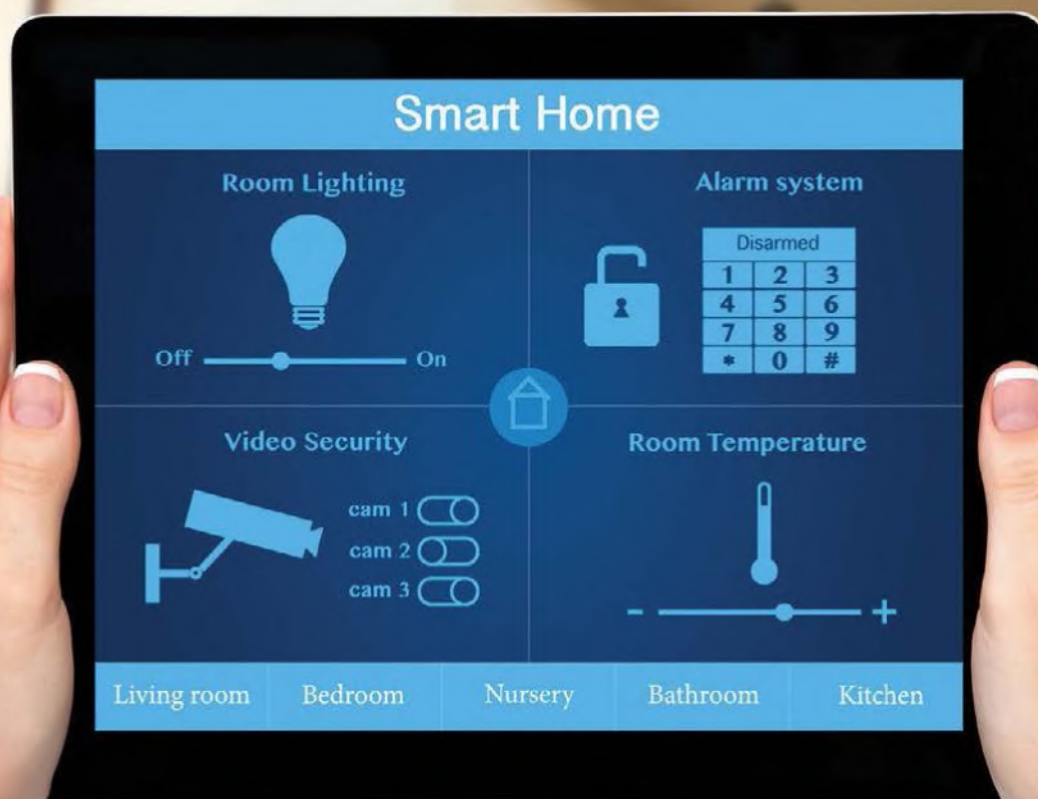 Smart Home
Room Lighting
Off On
Alarm system
Disarmed
1 2 3
4 5 6
7 8 9
* 0 #
Video Security
cam 1
cam 2
cam 3
Room Temperature
- +
Living room Bedroom Nursery Bathroom Kitchen